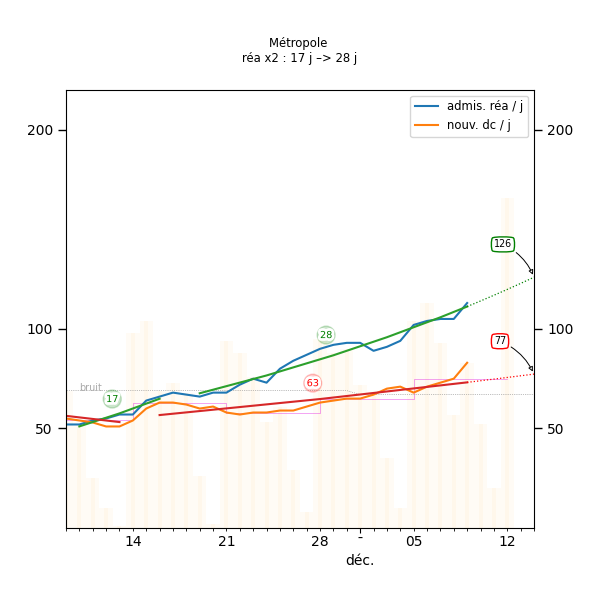 Métropole
réa x2 : 17 j –> 28 j
admis. réa / j
nouv. dc / j
200
200
126
100
100
28
77
63
bruit
17
50
50
14
21
28
-
05
12
déc.